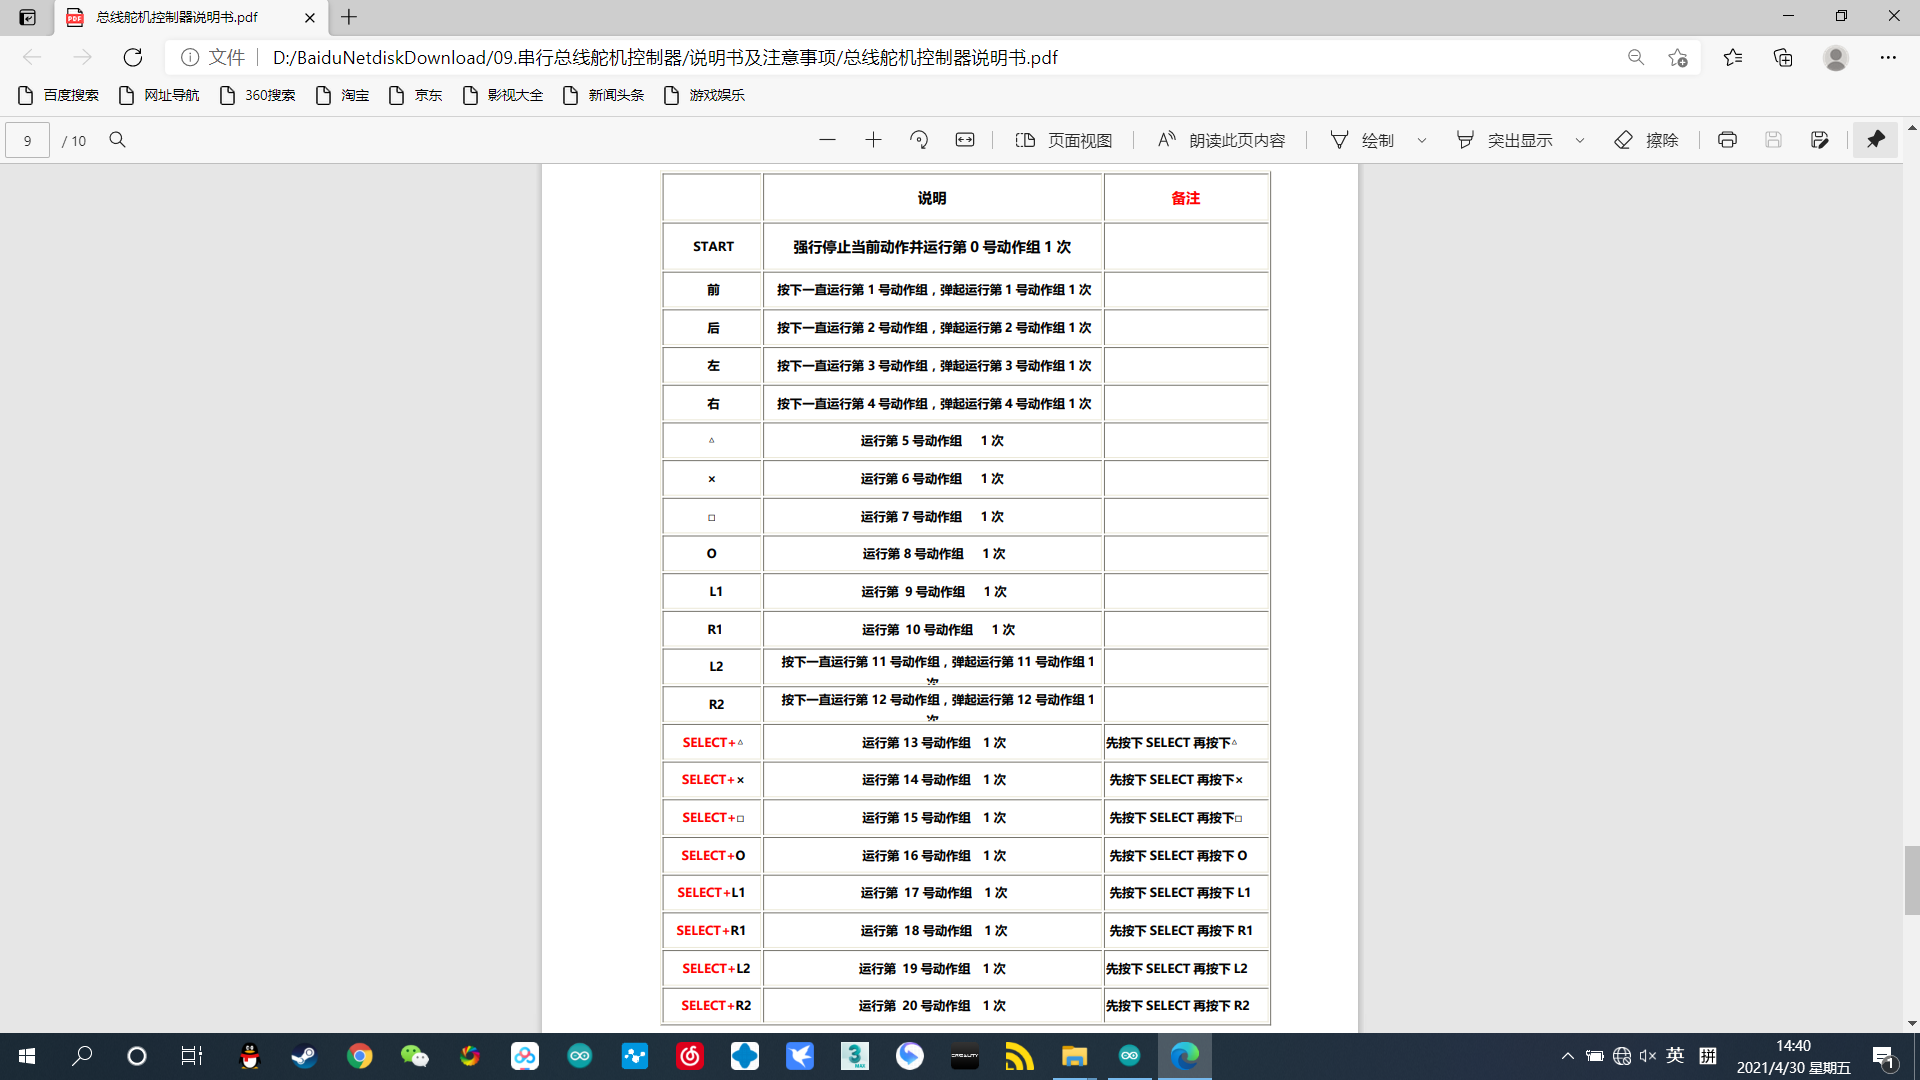 总线舵机控制器说明书.pdf
文件 D:/BaiduNetdiskDownload/09.串行总线舵机控制器/说明书及注意事项/总线舵机控制器说明书.pdf
百度搜索 网址导航 360搜索 淘宝 京东 影视大全 新闻头条 游戏娱乐
9 / 10 页面视图 朗读此页内容 绘制 突出显示 擦除
说明 备注
START 强行停止当前动作并运行第 0 号动作组 1 次
前 按下一直运行第 1 号动作组，弹起运行第 1 号动作组 1 次
后 按下一直运行第 2 号动作组，弹起运行第 2 号动作组 1 次
左 按下一直运行第 3 号动作组，弹起运行第 3 号动作组 1 次
右 按下一直运行第 4 号动作组，弹起运行第 4 号动作组 1 次
△ 运行第 5 号动作组 1 次
× 运行第 6 号动作组 1 次
□ 运行第 7 号动作组 1 次
O 运行第 8 号动作组 1 次
L1 运行第 9 号动作组 1 次
R1 运行第 10 号动作组 1 次
L2 按下一直运行第 11 号动作组，弹起运行第 11 号动作组 1
次
R2 按下一直运行第 12 号动作组，弹起运行第 12 号动作组 1
次
SELECT+△ 运行第 13 号动作组 1 次 先按下 SELECT 再按下△
SELECT+× 运行第 14 号动作组 1 次 先按下 SELECT 再按下×
SELECT+□ 运行第 15 号动作组 1 次 先按下 SELECT 再按下□
SELECT+O 运行第 16 号动作组 1 次 先按下 SELECT 再按下 O
SELECT+L1 运行第 17 号动作组 1 次 先按下 SELECT 再按下 L1
SELECT+R1 运行第 18 号动作组 1 次 先按下 SELECT 再按下 R1
SELECT+L2 运行第 19 号动作组 1 次 先按下 SELECT 再按下 L2
SELECT+R2 运行第 20 号动作组 1 次 先按下 SELECT 再按下 R2
英 拼 14:40
2021/4/30 星期五 1